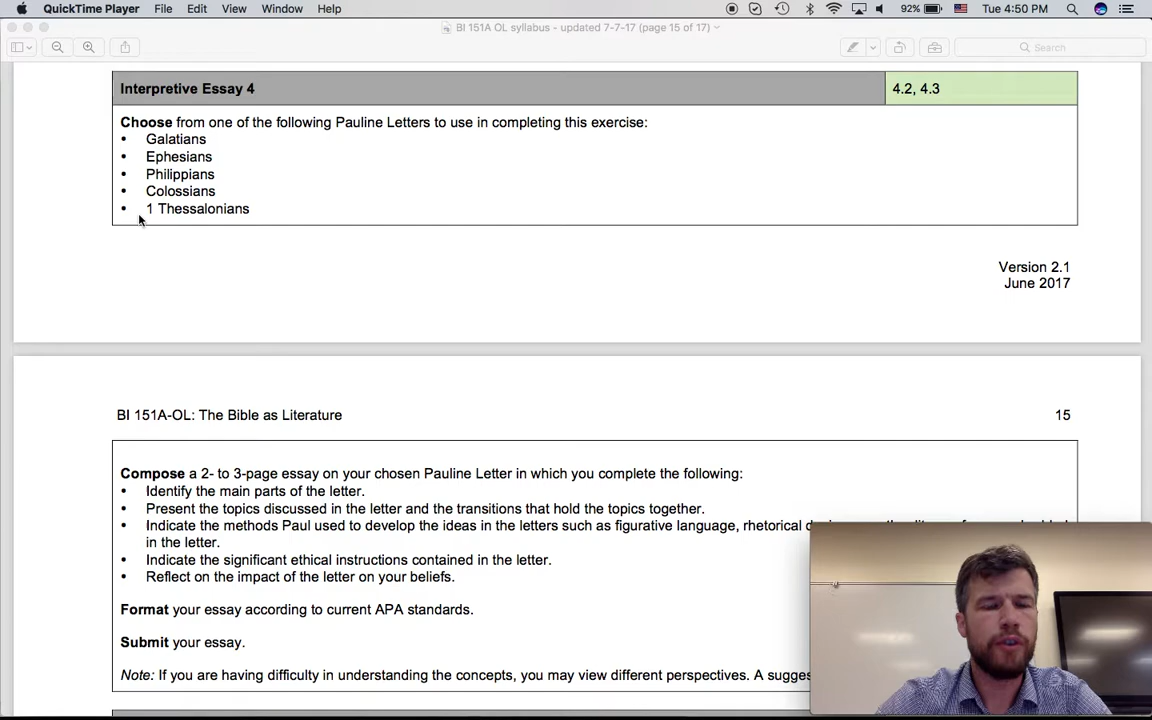 QuickTime Player File Edit View Window Help 92% Tue 4:50 PM
BI 151A OL syllabus - updated 7-7-17 (page 15 of 17)
Search
Interpretive Essay 4 4.2, 4.3
Choose from one of the following Pauline Letters to use in completing this exercise:
• Galatians
• Ephesians
• Philippians
• Colossians
• 1 Thessalonians
Version 2.1
June 2017
BI 151A-OL: The Bible as Literature 15
Compose a 2- to 3-page essay on your chosen Pauline Letter in which you complete the following:
• Identify the main parts of the letter.
• Present the topics discussed in the letter and the transitions that hold the topics together.
• Indicate the methods Paul used to develop the ideas in the letters such as figurative language, rhetorical
in the letter.
• Indicate the significant ethical instructions contained in the letter.
• Reflect on the impact of the letter on your beliefs.
Format your essay according to current APA standards.
Submit your essay.
Note: If you are having difficulty in understanding the concepts, you may view different perspectives. A